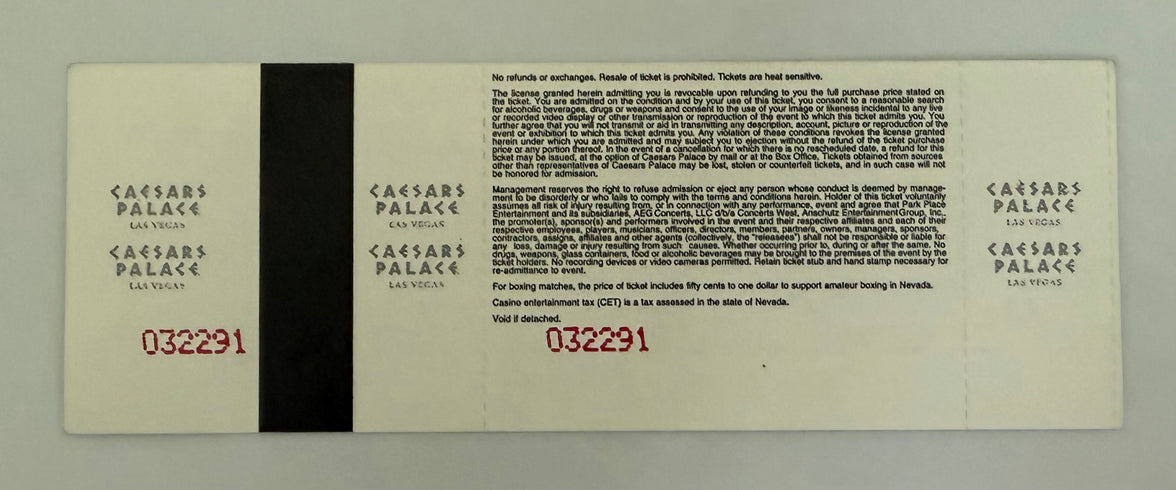 CAESARS
PALACE
LAS VEGAS
CAESARS
PALACE
LAS VEGAS
032291
CAESARS
PALACE
LAS VEGAS
CAESARS
PALACE
LAS VEGAS
No refunds or exchanges. Resale of ticket is prohibited. Tickets are heat sensitive.
The license granted herein admitting you is revocable upon refunding to you the full purchase price stated on
the ticket. You are admitted on the condition and by your use of this ticket, you consent to a reasonable search
for alcoholic beverages, drugs or weapons and consent to the use of your image or likeness incidental to any live
or recorded video display or other transmission or reproduction of the event to which this ticket admits you. You
further agree that you will not transmit or aid in transmitting any description, account, picture or reproduction of the
event or exhibition to which this ticket admits you. Any violation of these conditions revokes the license granted
herein under which you are admitted and may subject you to ejection without the refund of the ticket purchase
price or any portion thereof. In the event of a cancellation for which there is no rescheduled date, a refund for this
ticket may be issued, at the option of Caesars Palace by mail or at the Box Office. Tickets obtained from sources
other than representatives of Caesars Palace may be lost, stolen or counterfeit tickets, and in such case will not
be honored for admission.
Management reserves the right to refuse admission or eject any person whose conduct is deemed by manage-
ment to be disorderly or who fails to comply with the terms and conditions herein. Holder of this ticket voluntarily
assumes all risk of injury resulting from, or in connection with any performance, event and agree that Park Place
Entertainment and its subsidiaries, AEG Concerts, LLC d/b/a Concerts West, Anschutz Entertainment Group, Inc.,
the promoter(s), sponsor(s) and performers involved in the event and their respective affiliates and each of their
respective employees, players, musicians, officers, directors, members, partners, owners, managers, sponsors,
contractors, assigns, affiliates and other agents (collectively, the "releasees") shall not be responsible or liable for
any loss, damage or injury resulting from such causes. Whether occurring prior to, during or after the same. No
drugs, weapons, glass containers, food or alcoholic beverages may be brought to the premises of the event by the
ticket holders. No recording devices or video cameras permitted. Retain ticket stub and hand stamp necessary for
re-admittance to event.
For boxing matches, the price of ticket includes fifty cents to one dollar to support amateur boxing in Nevada.
Casino entertainment tax (CET) is a tax assessed in the state of Nevada.
Void if detached.
032291
CAESARS
PALACE
LAS VEGAS
CAESARS
PALACE
LAS VEGAS